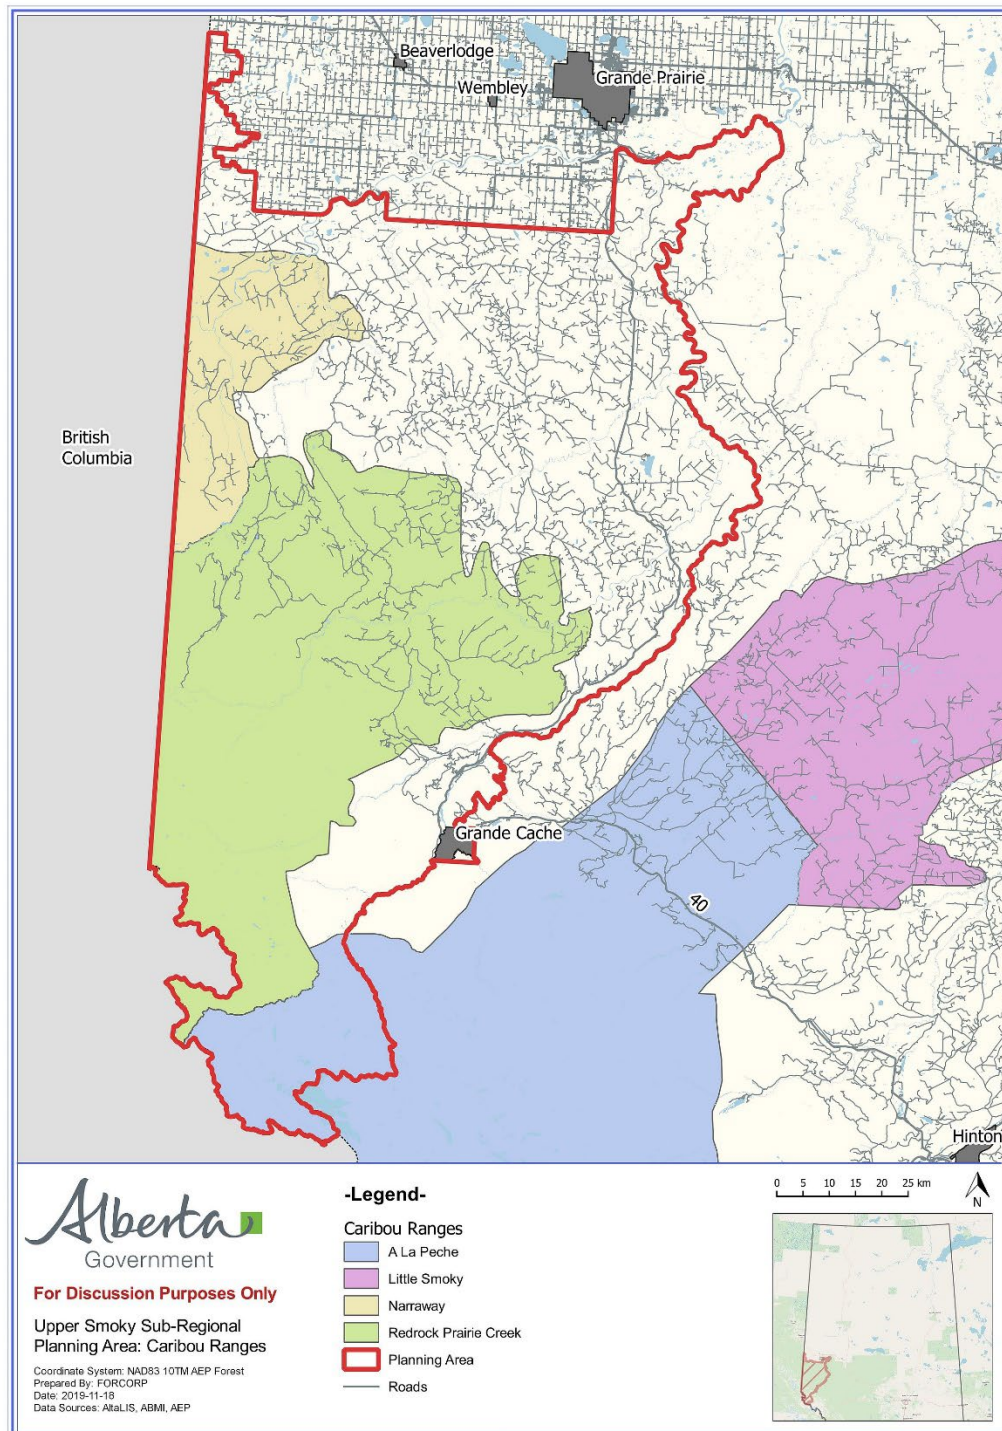 Beaverlodge
Wembley
Grande Prairie
British
Columbia
Grande Cache
40
Hinton
Alberta
Government
For Discussion Purposes Only
Upper Smoky Sub-Regional
Planning Area: Caribou Ranges
Coordinate System: NAD83 10TM AEP Forest
Prepared By: FORCORP
Date: 2019-11-18
Data Sources: AltaLIS, ABMI, AEP
-Legend-
Caribou Ranges
A La Peche
Little Smoky
Narraway
Redrock Prairie Creek
Planning Area
Roads
0 5 10 15 20 25 km
N